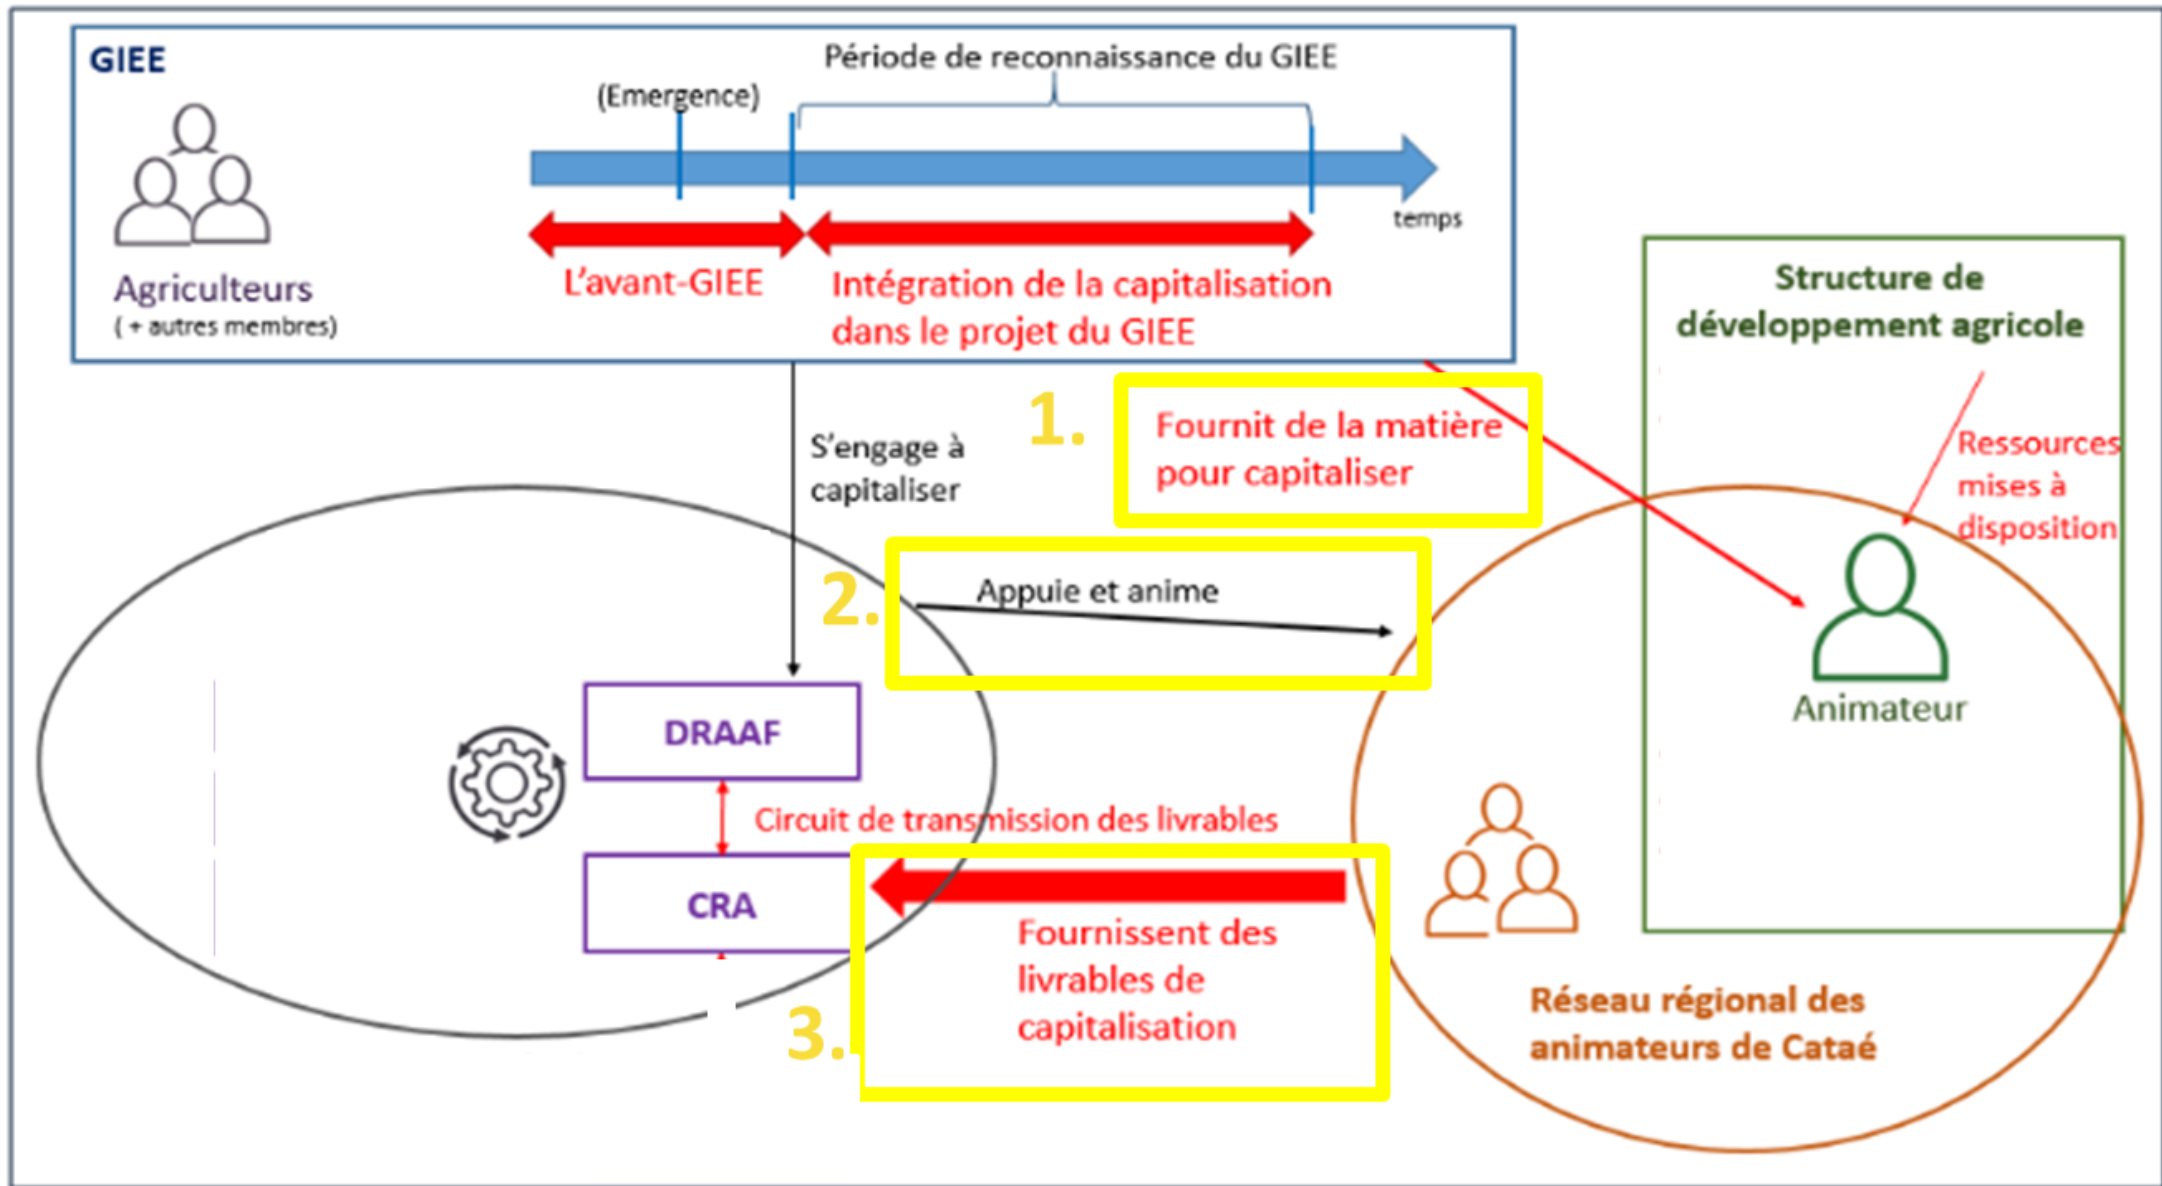 GIEE
Période de reconnaissance du GIEE
(Emergence)
temps
Agriculteurs
( + autres membres)
L'avant-GIEE
Intégration de la capitalisation
dans le projet du GIEE
Structure de
développement agricole
1.
Fournit de la matière
pour capitaliser
S'engage à
capitaliser
Ressources
mises à
disposition
2.
Appuie et anime
Animateur
DRAAF
Circuit de transmission des livrables
CRA
3.
Fournissent des
livrables de
capitalisation
Réseau régional des
animateurs de Cataé